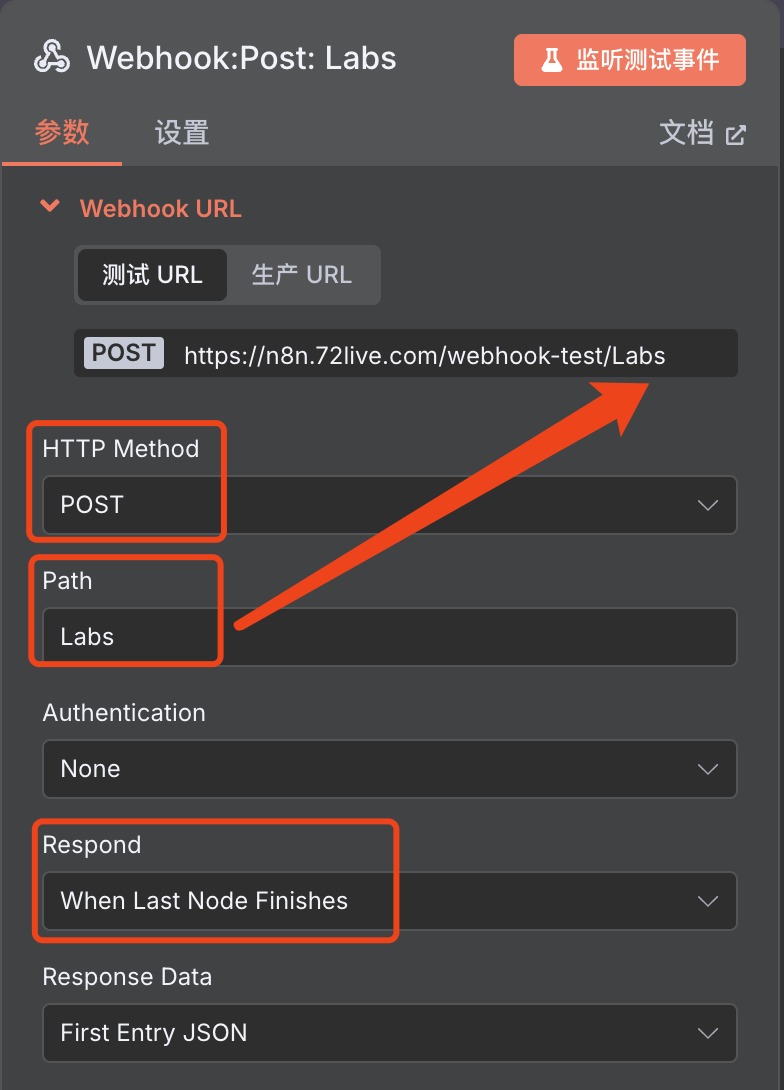 Webhook:Post: Labs
监听测试事件
参数
设置
文档
Webhook URL
测试 URL
生产 URL
POST
https://n8n.72live.com/webhook-test/Labs
HTTP Method
POST
Path
Labs
Authentication
None
Respond
When Last Node Finishes
Response Data
First Entry JSON